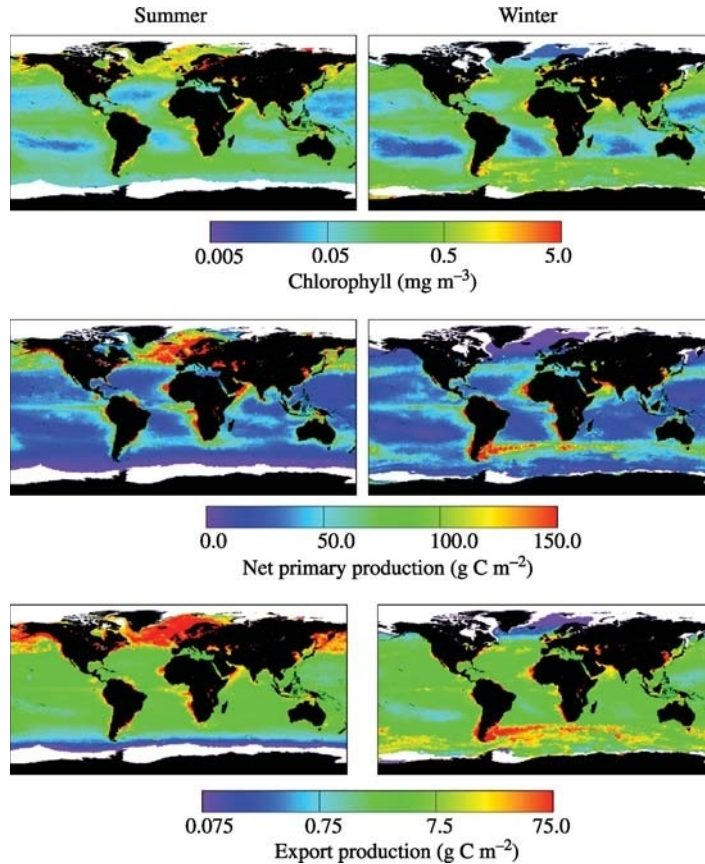 Summer Winter
0.005 0.05 0.5 5.0
Chlorophyll (mg m⁻³)
0.0 50.0 100.0 150.0
Net primary production (g C m⁻²)
0.075 0.75 7.5 75.0
Export production (g C m⁻²)